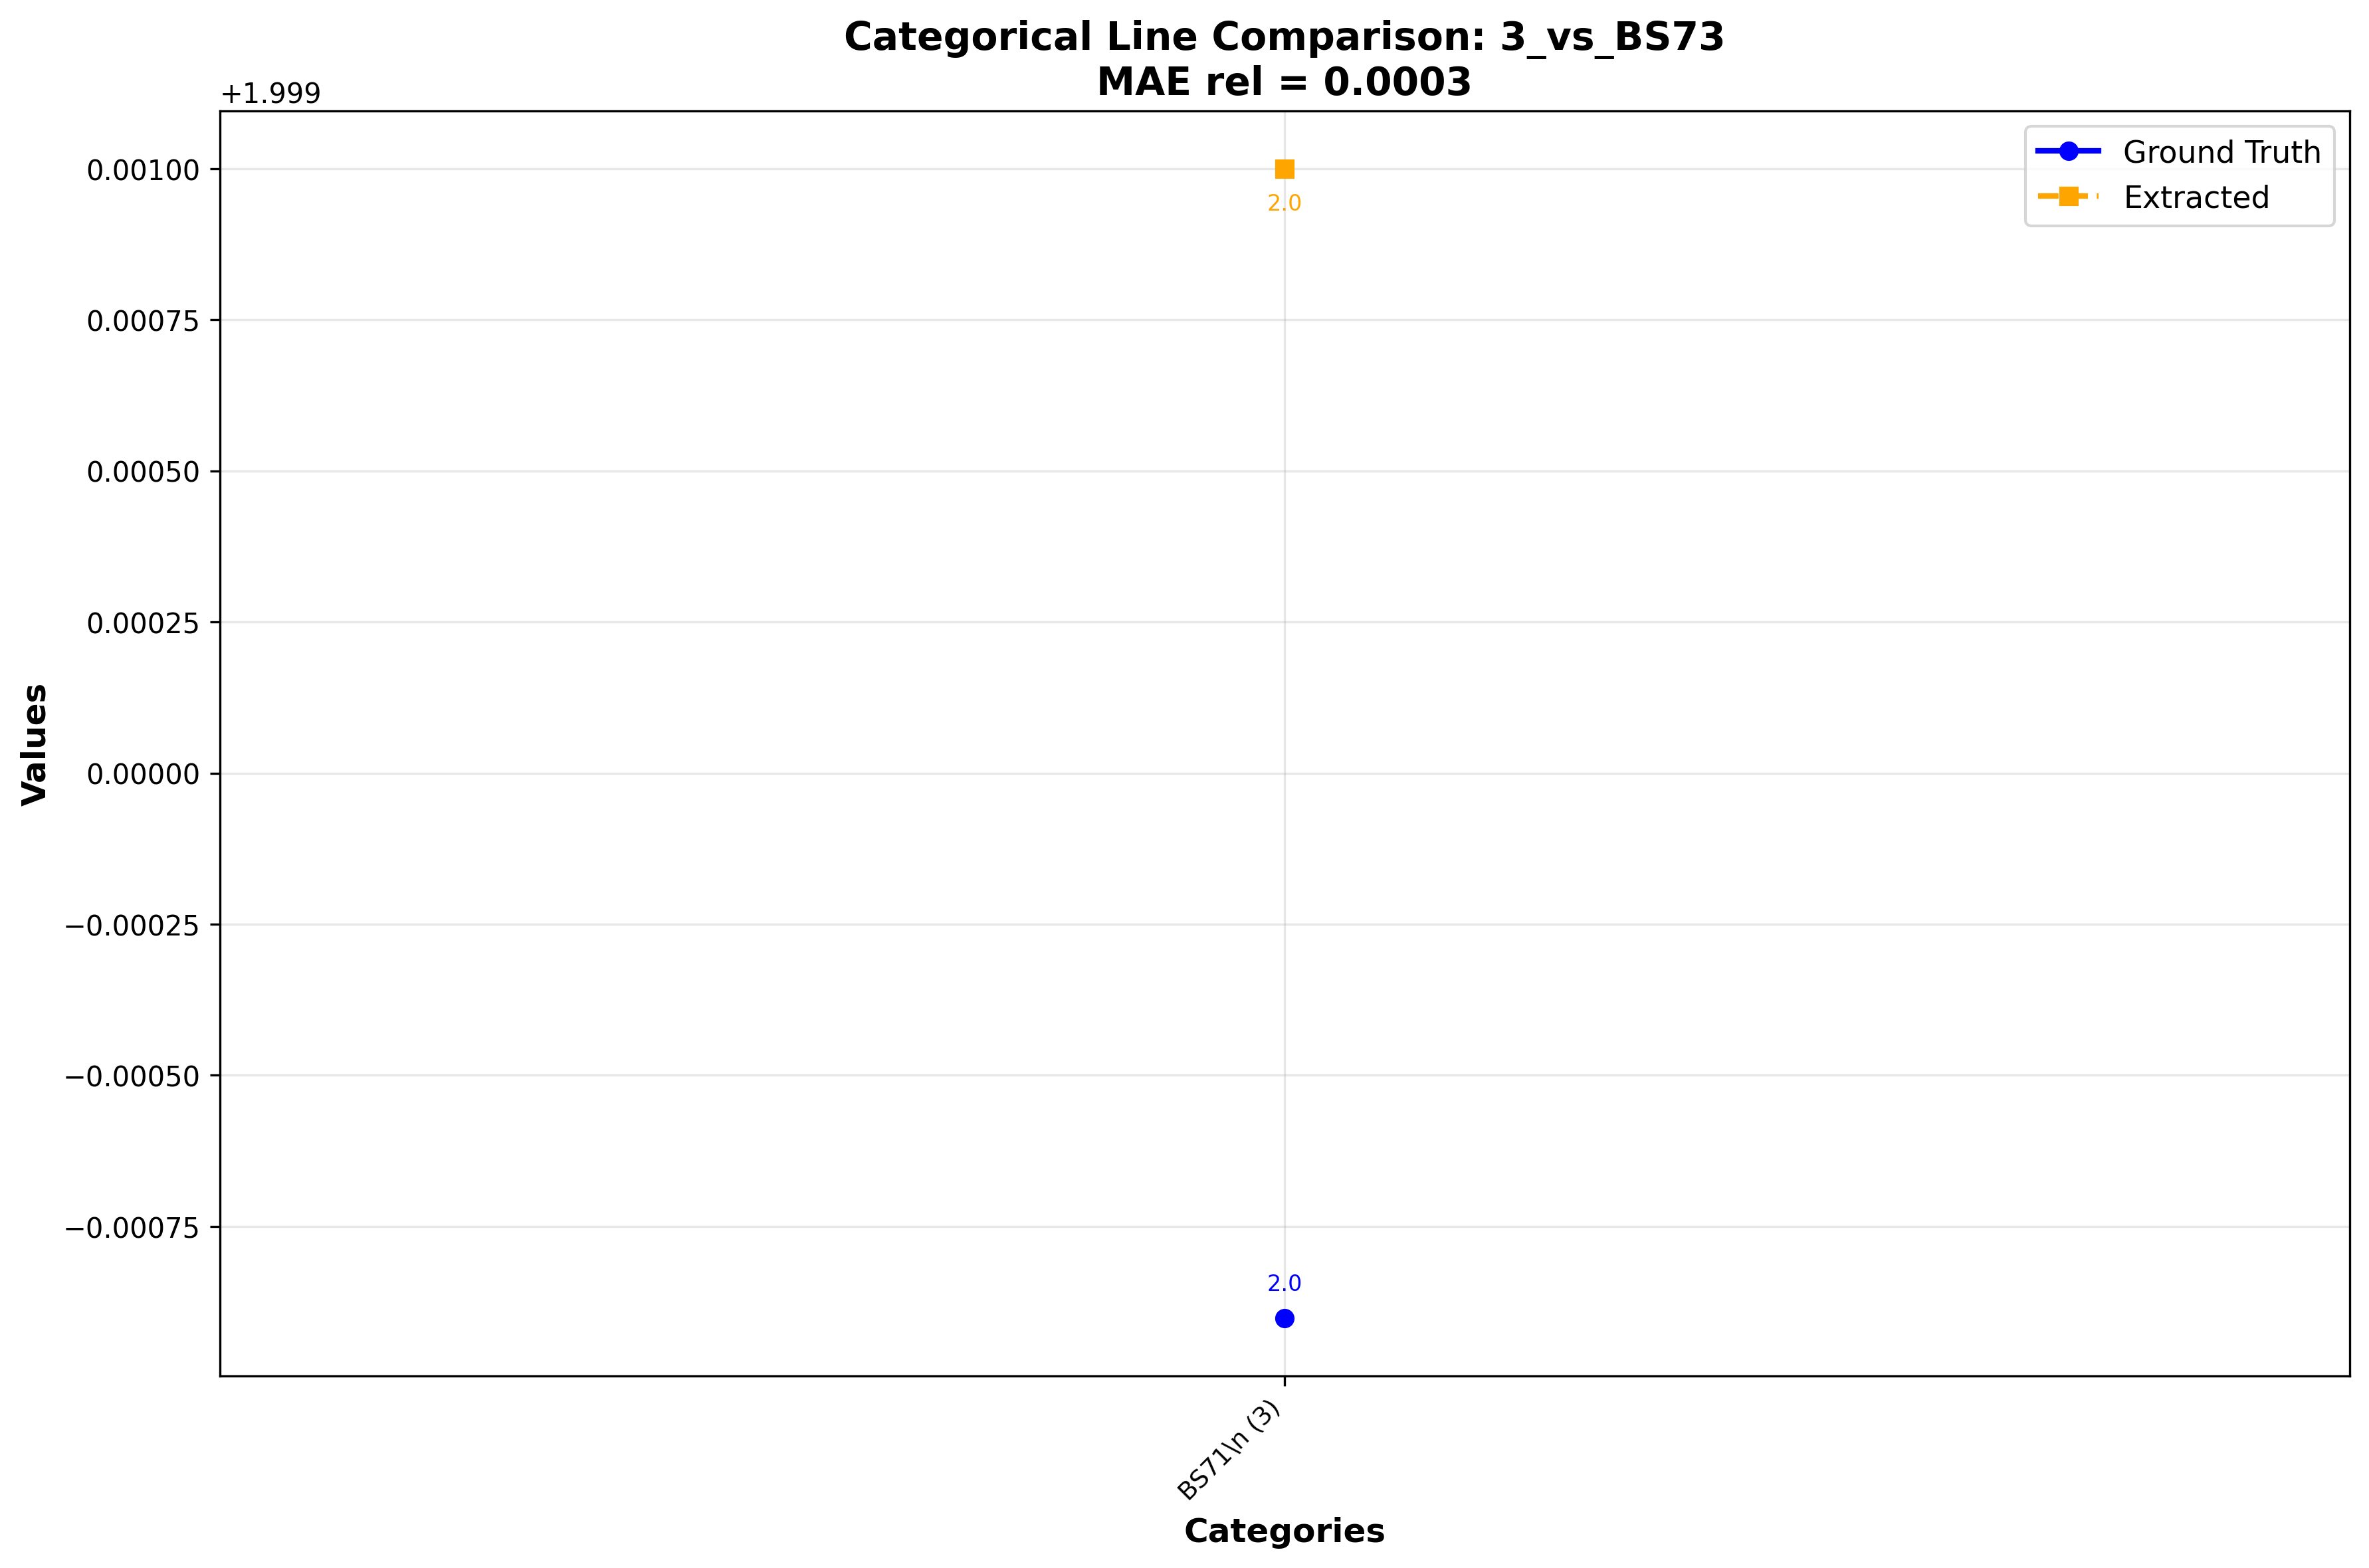 Categorical Line Comparison: 3_vs_BS73
MAE rel = 0.0003
+1.999
0.00100
0.00075
0.00050
0.00025
0.00000
−0.00025
−0.00050
−0.00075
Values
2.0
2.0
Ground Truth
Extracted
BS71\n (3)
Categories